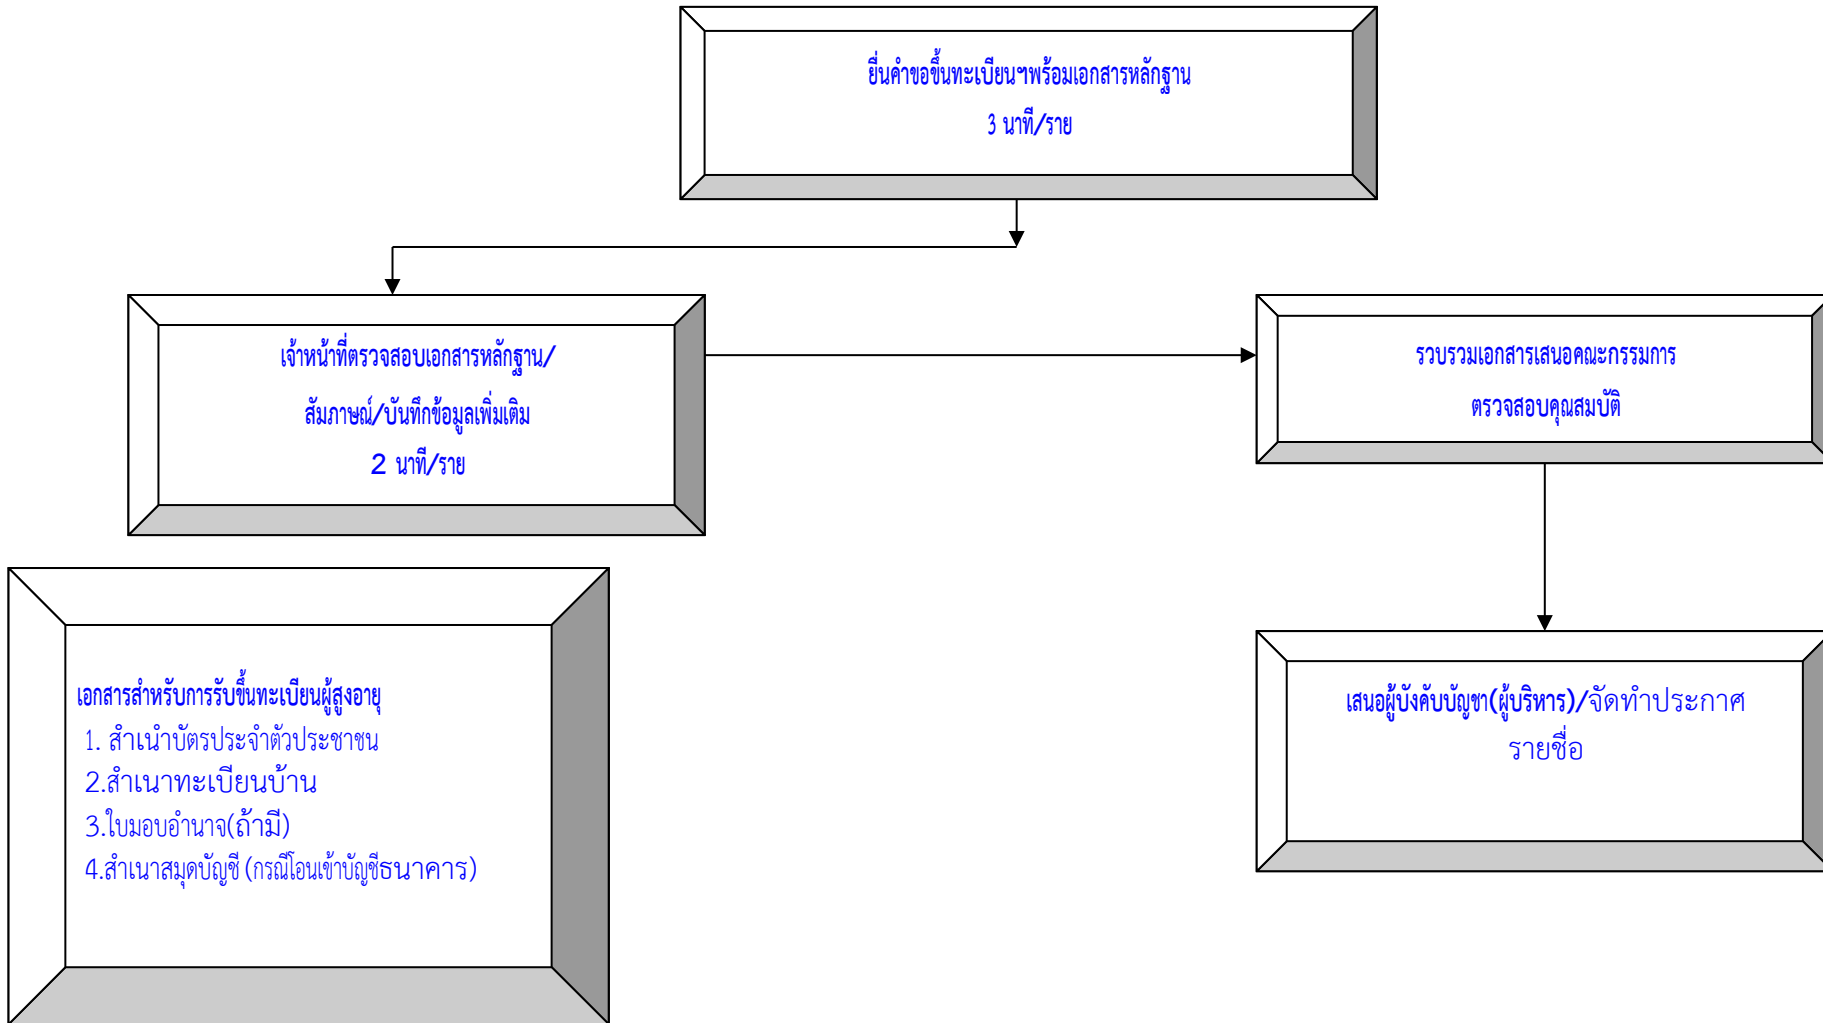 ยื่นคำขอขึ้นทะเบียนฯพร้อมเอกสารหลักฐาน
3 นาที/ราย
เจ้าหน้าที่ตรวจสอบเอกสารหลักฐาน/
สัมภาษณ์/บันทึกข้อมูลเพิ่มเติม
2 นาที/ราย
รวบรวมเอกสารเสนอคณะกรรมการ
ตรวจสอบคุณสมบัติ
เอกสารสำหรับการรับขึ้นทะเบียนผู้สูงอายุ
1. สำเนำบัตรประจำตัวประชาชน
2.สำเนาทะเบียนบ้าน
3.ใบมอบอำนาจ(ถ้ามี)
4.สำเนาสมุดบัญชี (กรณีโอนเข้าบัญชีธนาคาร)
เสนอผู้บังคับบัญชา(ผู้บริหาร)/จัดทำประกาศ
รายชื่อ